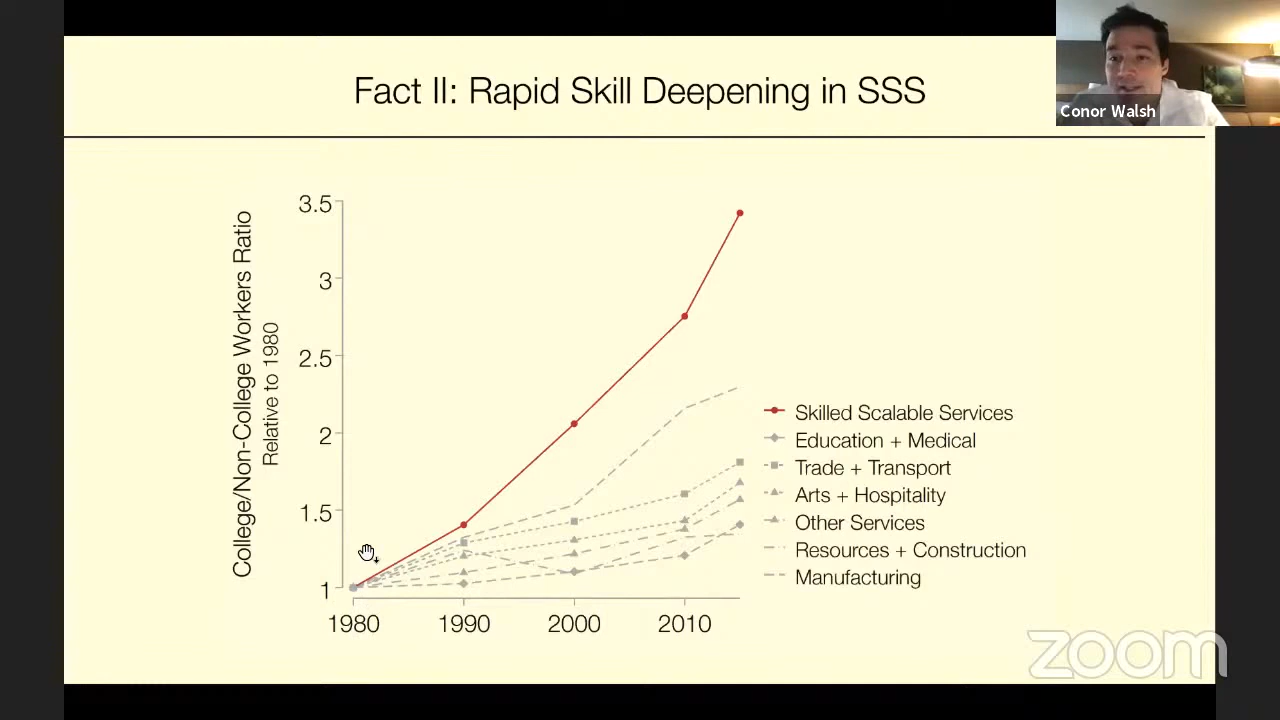 Fact II: Rapid Skill Deepening in SSS
Conor Walsh
College/Non-College Workers Ratio
Relative to 1980
3.5
3
2.5
2
1.5
1
1980
1990
2000
2010
Skilled Scalable Services
Education + Medical
Trade + Transport
Arts + Hospitality
Other Services
Resources + Construction
Manufacturing
zoom